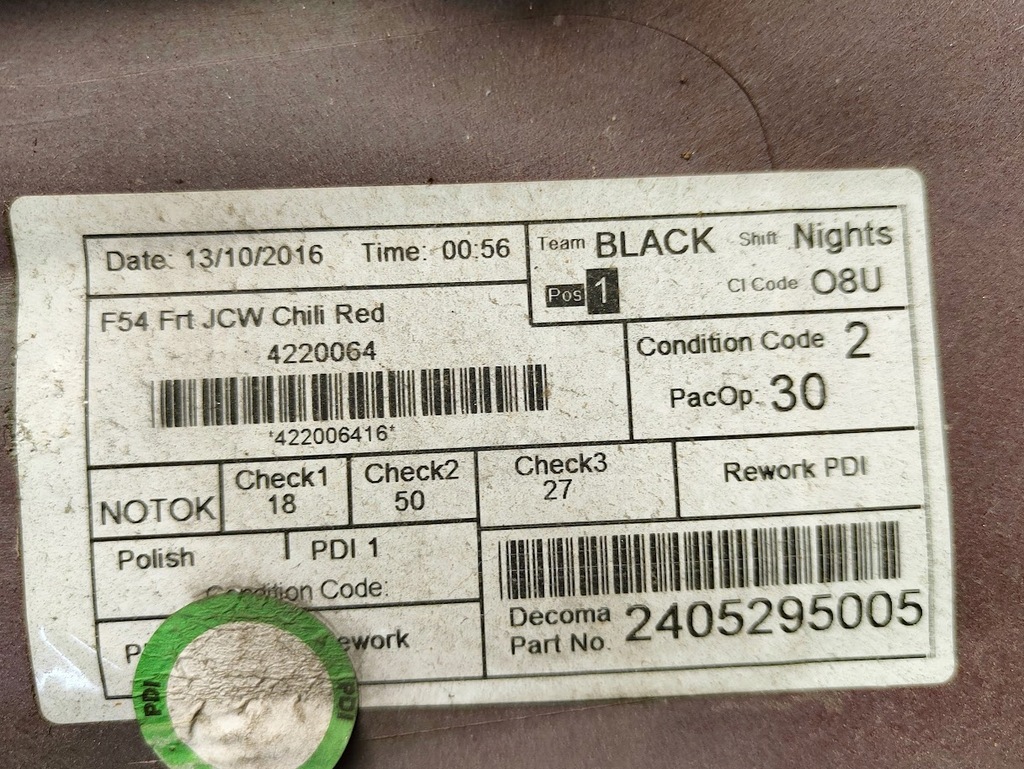 Date: 13/10/2016 Time: 00:56
Team BLACK Shift Nights
Pos 1 CI Code O8U
F54 Frt JCW Chili Red
4220064
*422006416*
Condition Code 2
PacOp: 30
NOTOK
Check1
18
Check2
50
Check3
27
Rework PDI
Polish PDI 1
Condition Code:
Decoma
Part No. 2405295005
PDI PDI